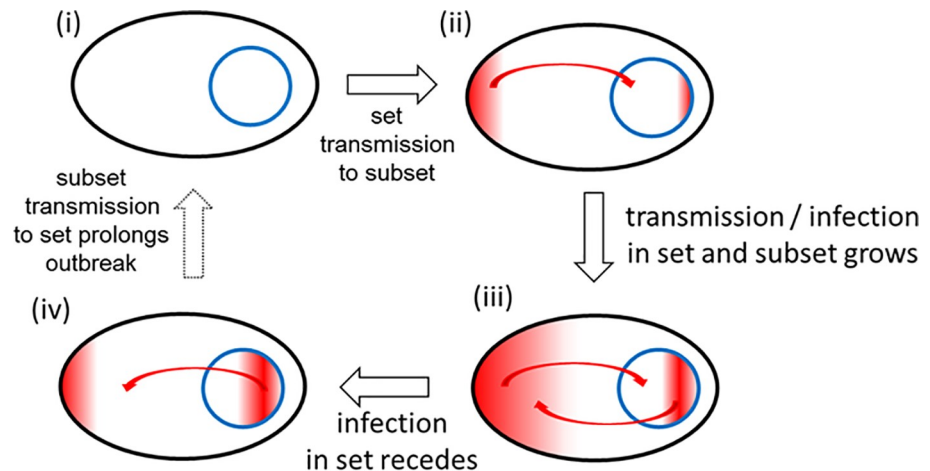 (i)
(ii)
set
transmission
to subset
subset
transmission
to set prolongs
outbreak
transmission / infection
in set and subset grows
(iv)
(iii)
infection
in set recedes